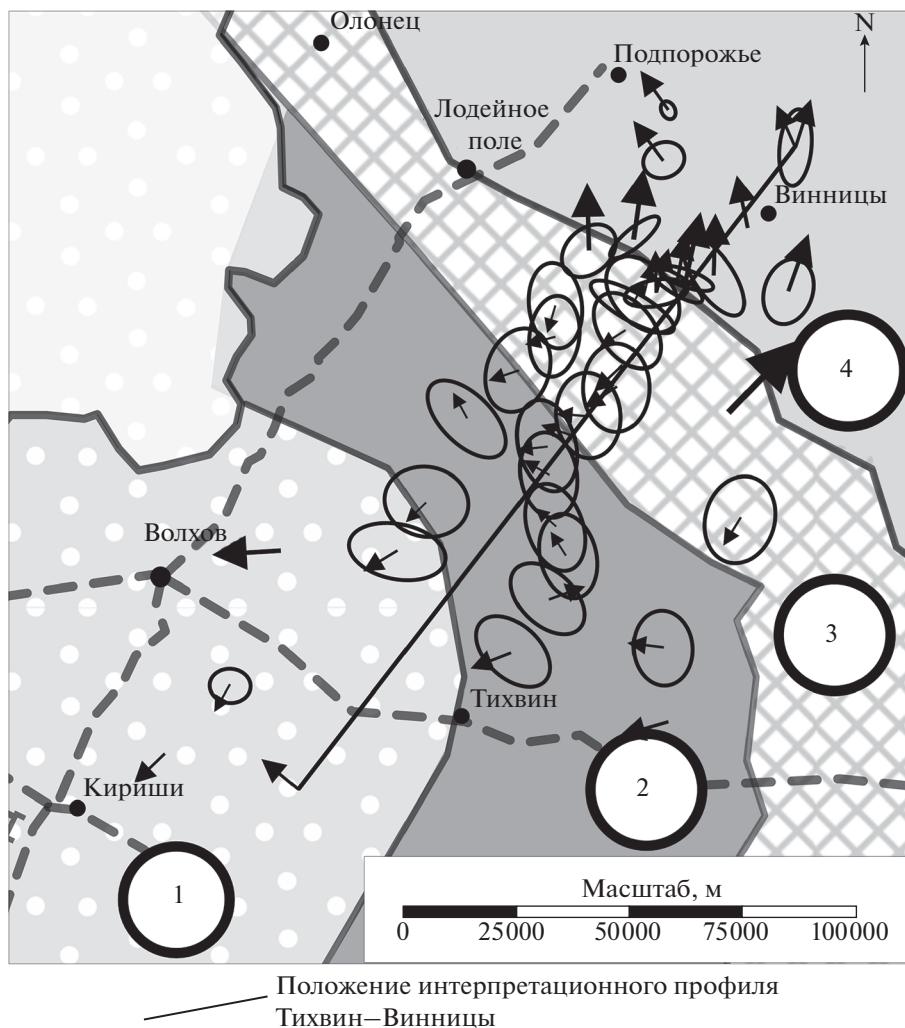 Олонец
N
Подпорожье
Лодейное
поле
Винницы
4
Волхов
3
Тихвин
2
Кириши
1
Масштаб, м
0 25000 50000 75000 100000
Положение интерпретационного профиля
Тихвин–Винницы